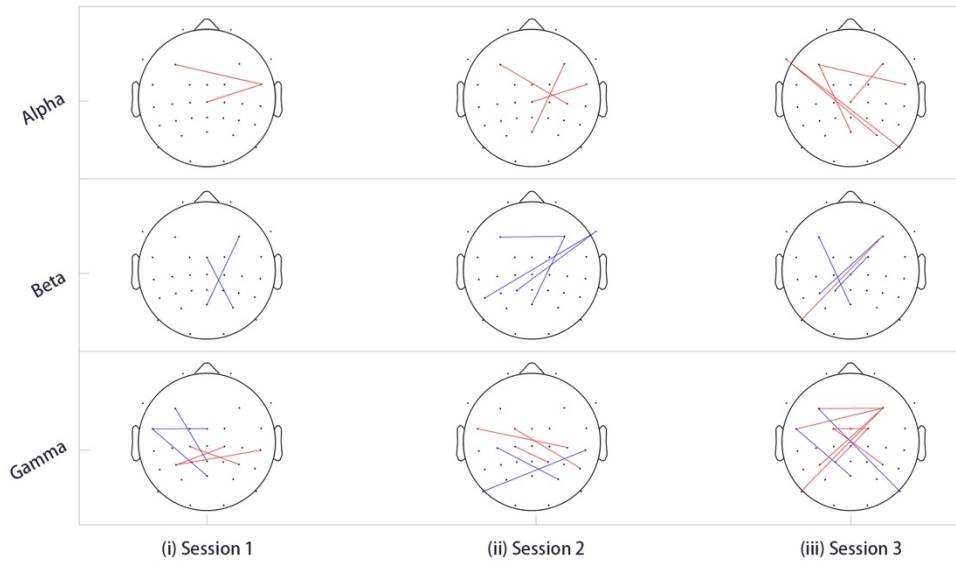 Alpha
Beta
Gamma
(i) Session 1
(ii) Session 2
(iii) Session 3